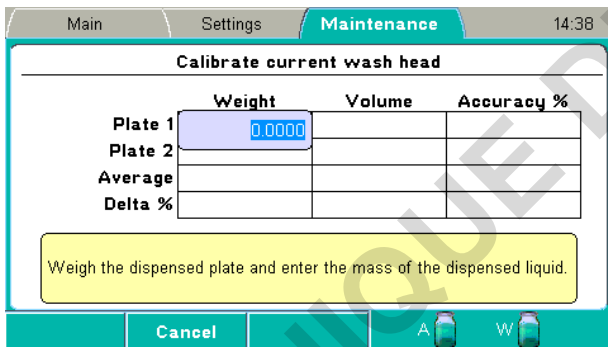 Main Settings Maintenance 14:38
Calibrate current wash head
Weight Volume Accuracy %
Plate 1 0.0000
Plate 2
Average
Delta %
Weigh the dispensed plate and enter the mass of the dispensed liquid.
Cancel A W